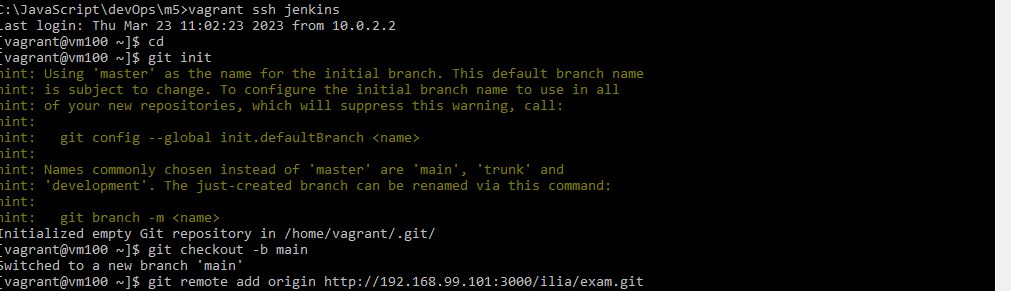 C:\JavaScript\devOps\m5>vagrant ssh jenkins
Last login: Thu Mar 23 11:02:23 2023 from 10.0.2.2
[vagrant@vm100 ~]$ cd
[vagrant@vm100 ~]$ git init
hint: Using 'master' as the name for the initial branch. This default branch name
hint: is subject to change. To configure the initial branch name to use in all
hint: of your new repositories, which will suppress this warning, call:
hint:
hint:   git config --global init.defaultBranch <name>
hint:
hint: Names commonly chosen instead of 'master' are 'main', 'trunk' and
hint: 'development'. The just-created branch can be renamed via this command:
hint:
hint:   git branch -m <name>
Initialized empty Git repository in /home/vagrant/.git/
[vagrant@vm100 ~]$ git checkout -b main
Switched to a new branch 'main'
[vagrant@vm100 ~]$ git remote add origin http://192.168.99.101:3000/ilia/exam.git